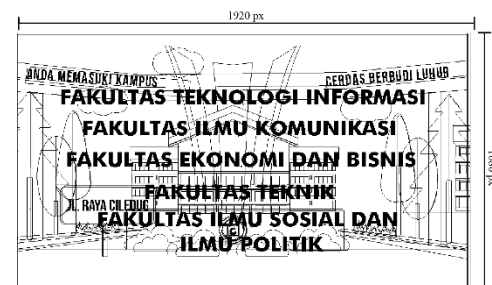 1920 px
ANDA MEMASUKI KAMPUS
CERDAS BERBUDI LUHUR
FAKULTAS TEKNOLOGI INFORMASI
FAKULTAS ILMU KOMUNIKASI
FAKULTAS EKONOMI DAN BISNIS
FAKULTAS TEKNIK
JL. RAYA CILEDUG
FAKULTAS ILMU SOSIAL DAN
ILMU POLITIK